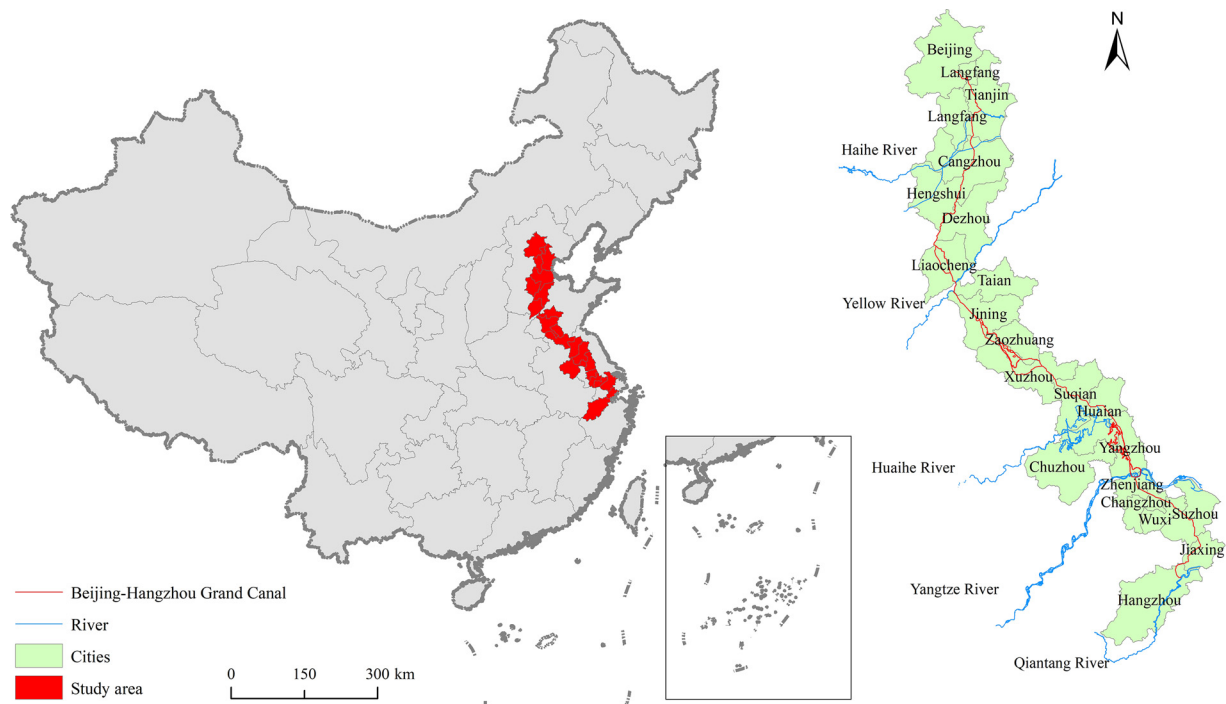 N
Beijing
Langfang
Tianjin
Langfang
Haihe River
Cangzhou
Hengshui
Dezhou
Liaocheng
Taian
Yellow River
Jining
Zaozhuang
Xuzhou
Suqian
Huaian
Yangzhou
Huaihe River
Chuzhou
Zhenjiang
Changzhou
Suzhou
Wuxi
Jiaxing
Yangtze River
Hangzhou
Qiantang River
Beijing-Hangzhou Grand Canal
River
Cities
Study area
0 150 300 km